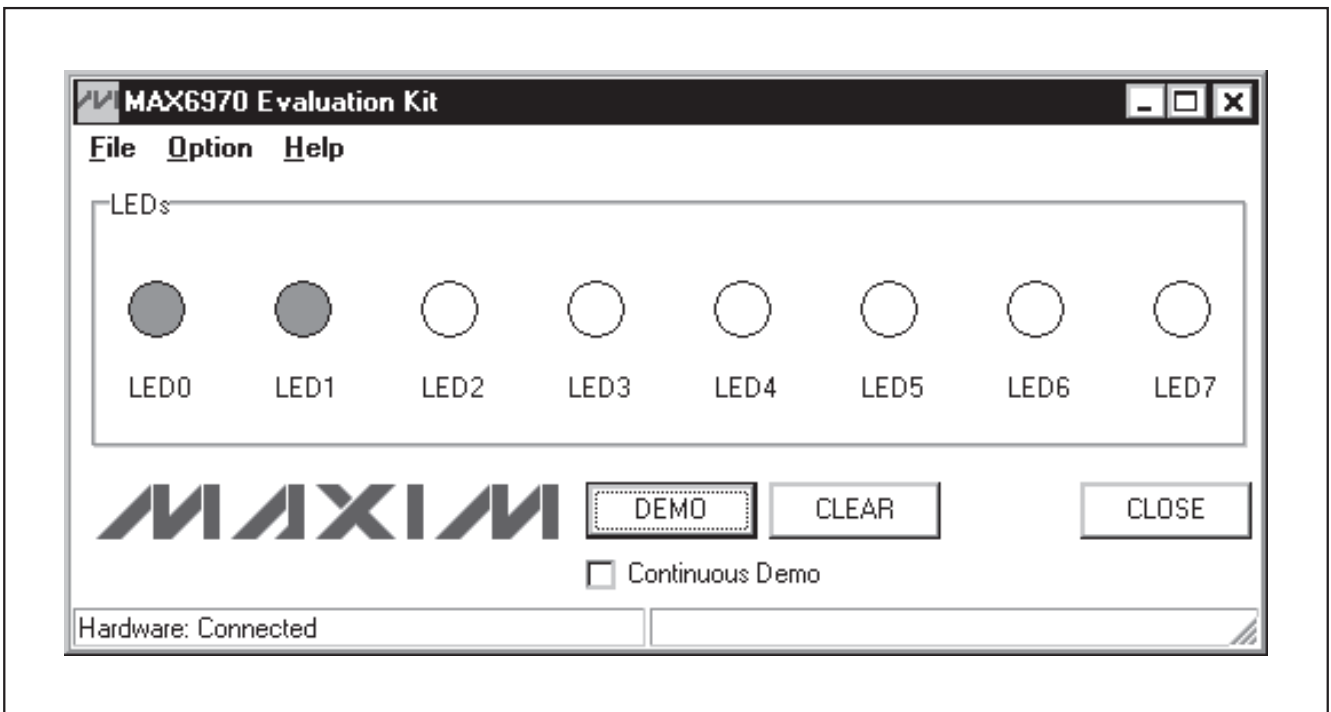 MAX6970 Evaluation Kit
File Option Help
LEDs
LED0 LED1 LED2 LED3 LED4 LED5 LED6 LED7
MAXIM DEMO CLEAR CLOSE
Continuous Demo
Hardware: Connected